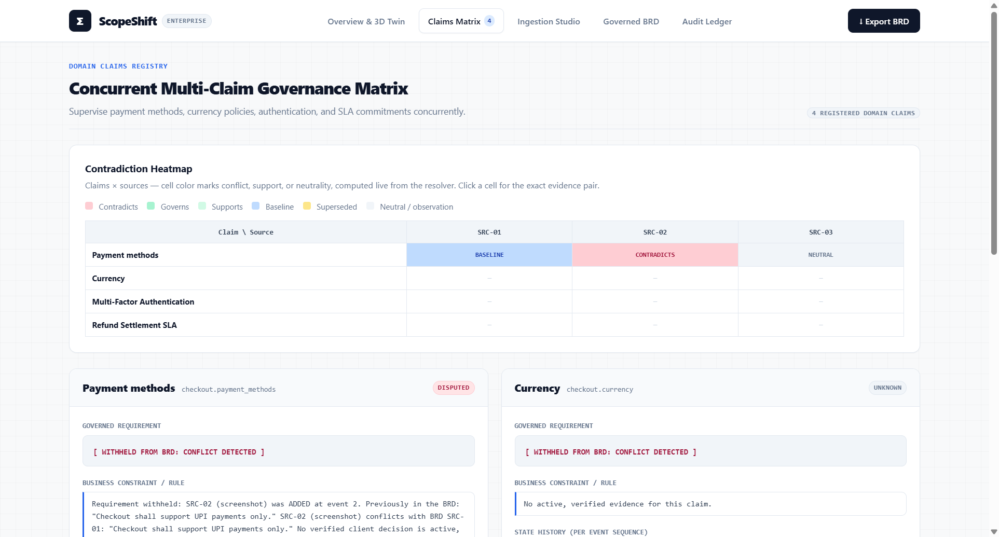 Σ ScopeShift ENTERPRISE Overview & 3D Twin Claims Matrix 4 Ingestion Studio Governed BRD Audit Ledger ↓ Export BRD
DOMAIN CLAIMS REGISTRY
Concurrent Multi-Claim Governance Matrix
Supervise payment methods, currency policies, authentication, and SLA commitments concurrently.
4 REGISTERED DOMAIN CLAIMS
Contradiction Heatmap
Claims × sources — cell color marks conflict, support, or neutrality, computed live from the resolver. Click a cell for the exact evidence pair.
Contradicts Governs Supports Baseline Superseded Neutral / observation
Claim \ Source SRC-01 SRC-02 SRC-03
Payment methods BASELINE CONTRADICTS NEUTRAL
Currency — — —
Multi-Factor Authentication — — —
Refund Settlement SLA — — —
Payment methods checkout.payment_methods DISPUTED
GOVERNED REQUIREMENT
[ WITHHELD FROM BRD: CONFLICT DETECTED ]
BUSINESS CONSTRAINT / RULE
Requirement withheld: SRC-02 (screenshot) was ADDED at event 2. Previously in the BRD:
"Checkout shall support UPI payments only." SRC-02 (screenshot) conflicts with BRD SRC-
01: "Checkout shall support UPI payments only." No verified client decision is active,
Currency checkout.currency UNKNOWN
GOVERNED REQUIREMENT
[ WITHHELD FROM BRD: CONFLICT DETECTED ]
BUSINESS CONSTRAINT / RULE
No active, verified evidence for this claim.
STATE HISTORY (PER EVENT SEQUENCE)